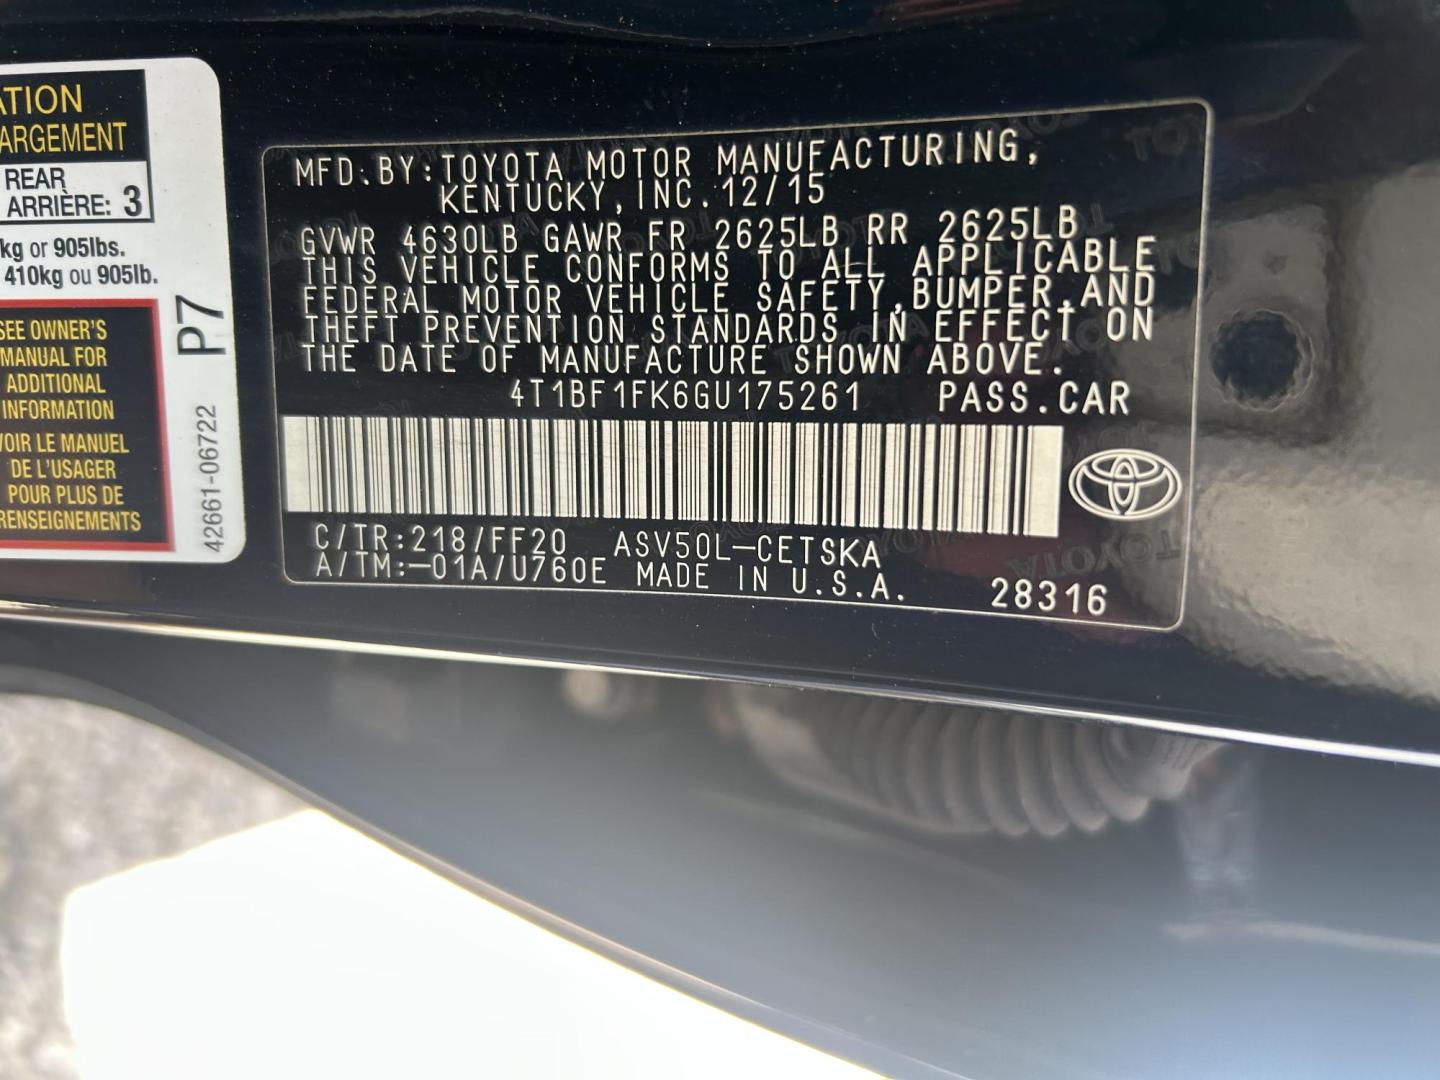 ATION
ARGEMENT
REAR
ARRIÈRE: 3
kg or 905lbs.
410kg ou 905lb.
SEE OWNER'S
MANUAL FOR
ADDITIONAL
INFORMATION
VOIR LE MANUEL
DE L'USAGER
POUR PLUS DE
RENSEIGNEMENTS
P7
42661-06722
MFD.BY:TOYOTA MOTOR MANUFACTURING,
KENTUCKY,INC.12/15
GVWR 4630LB GAWR FR 2625LB RR 2625LB
THIS VEHICLE CONFORMS TO ALL APPLICABLE
FEDERAL MOTOR VEHICLE SAFETY,BUMPER,AND
THEFT PREVENTION STANDARDS IN EFFECT ON
THE DATE OF MANUFACTURE SHOWN ABOVE.
4T1BF1FK6GU175261 PASS.CAR
C/TR:218/FF20 ASV50L-CETSKA
A/TM:-01A/U760E MADE IN U.S.A.
28316